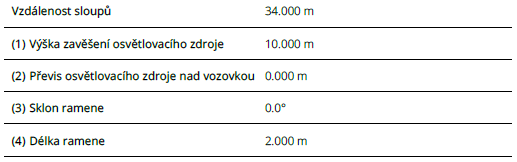 Vzdálenost sloupů 34.000 m
(1) Výška zavěšení osvětlovacího zdroje 10.000 m
(2) Převis osvětlovacího zdroje nad vozovkou 0.000 m
(3) Sklon ramene 0.0°
(4) Délka ramene 2.000 m